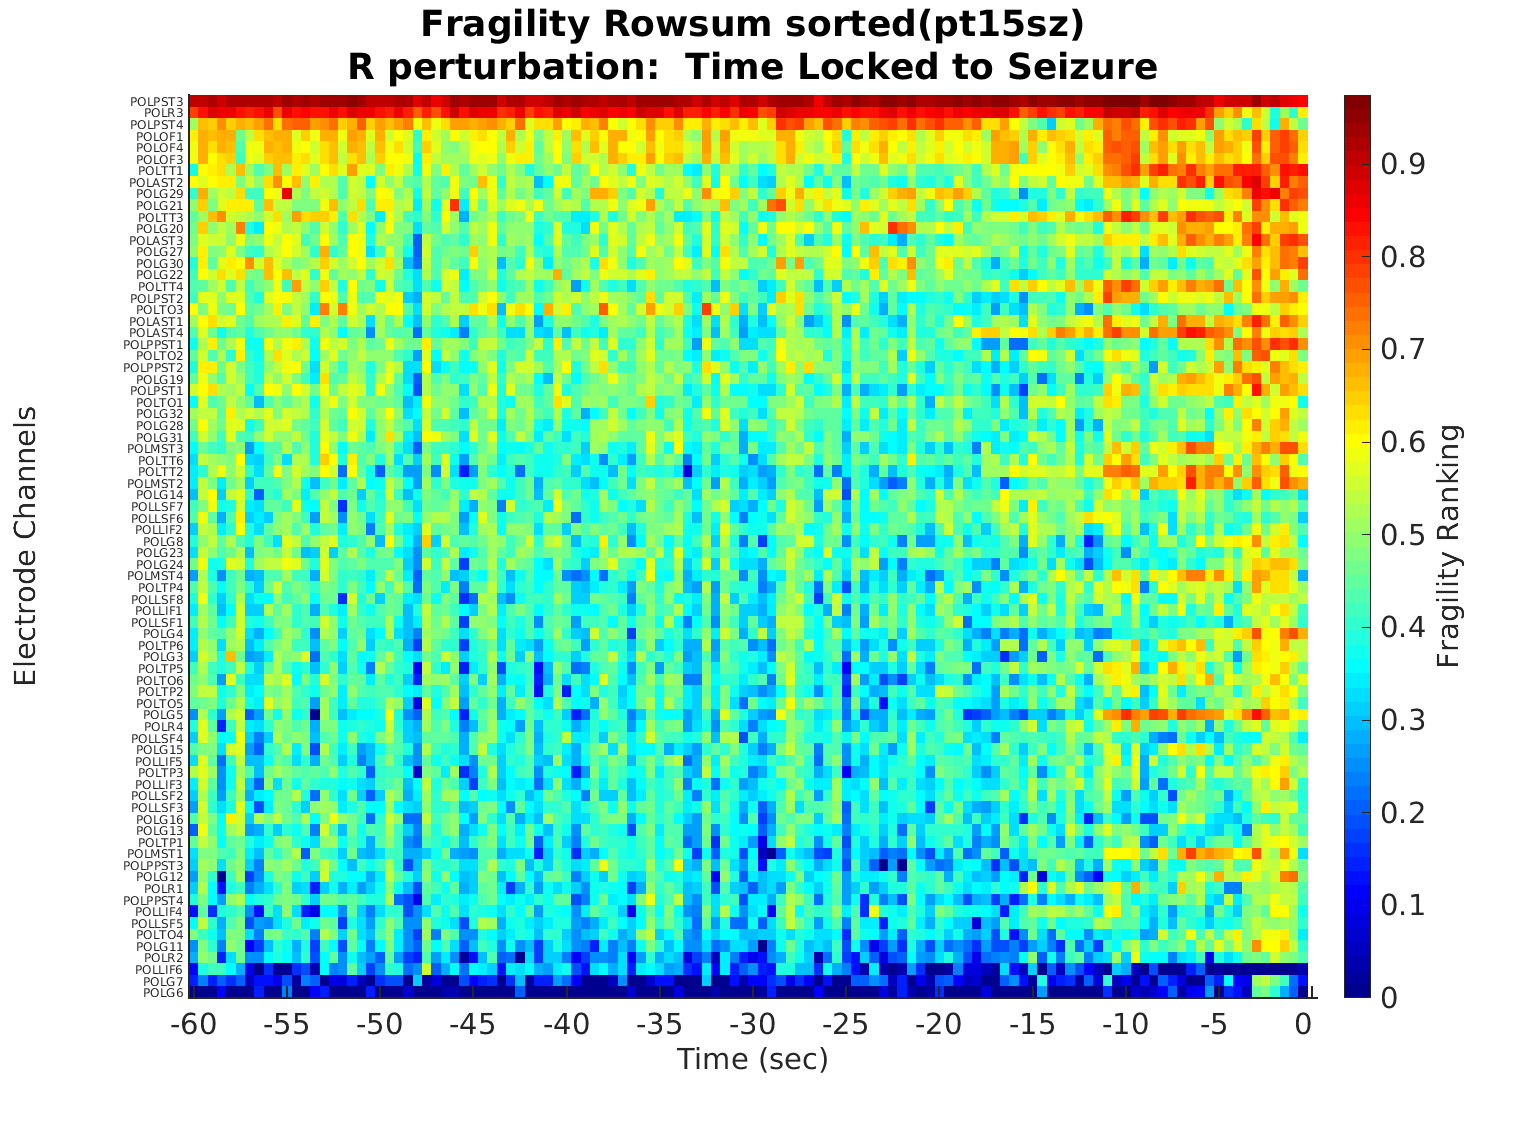 Fragility Rowsum sorted(pt15sz)
R perturbation:  Time Locked to Seizure
Electrode Channels
POLPST3
POLR3
POLPST4
POLOF1
POLOF4
POLOF3
POLTT1
POLAST2
POLG29
POLG21
POLTT3
POLG20
POLAST3
POLG27
POLG30
POLG22
POLTT4
POLPST2
POLTO3
POLAST1
POLAST4
POLPPST1
POLTO2
POLPPST2
POLG19
POLPST1
POLTO1
POLG32
POLG28
POLG31
POLMST3
POLTT6
POLTT2
POLMST2
POLG14
POLLSF7
POLLSF6
POLLIF2
POLG8
POLG23
POLG24
POLMST4
POLTP4
POLLSF8
POLLIF1
POLLSF1
POLG4
POLTP6
POLG3
POLTP5
POLTO6
POLTP2
POLTO5
POLG5
POLR4
POLLSF4
POLG15
POLLIF5
POLTP3
POLLIF3
POLLSF2
POLLSF3
POLG16
POLG13
POLTP1
POLMST1
POLPPST3
POLG12
POLR1
POLPPST4
POLLIF4
POLLSF5
POLTO4
POLG11
POLR2
POLLIF6
POLG7
POLG6
-60 -55 -50 -45 -40 -35 -30 -25 -20 -15 -10 -5 0
Time (sec)
0.9
0.8
0.7
0.6
0.5
0.4
0.3
0.2
0.1
0
Fragility Ranking